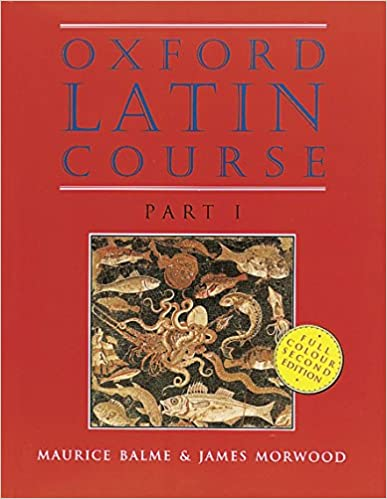 OXFORD
LATIN
COURSE
PART I
FULL
COLOUR
SECOND
EDITION
MAURICE BALME & JAMES MORWOOD